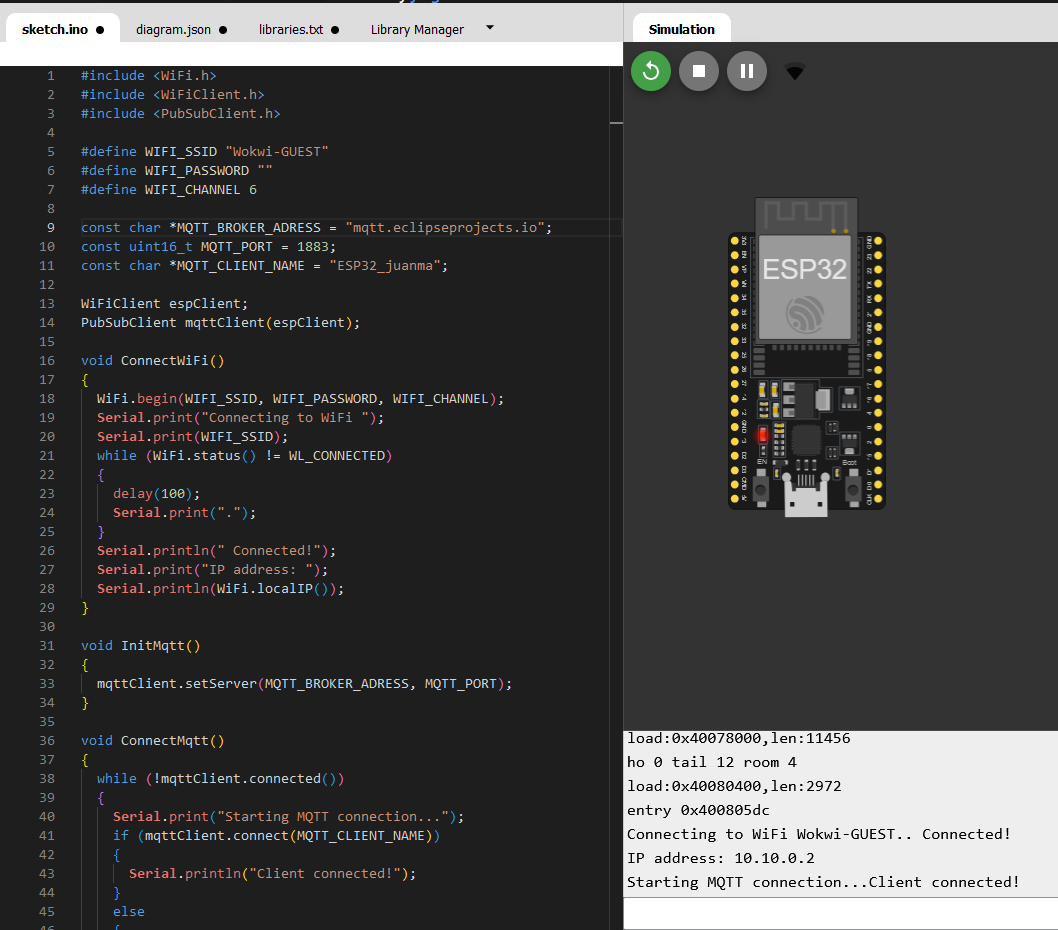 sketch.ino
diagram.json
libraries.txt
Library Manager
Simulation
1 #include <WiFi.h>
2 #include <WiFiClient.h>
3 #include <PubSubClient.h>
4
5 #define WIFI_SSID "Wokwi-GUEST"
6 #define WIFI_PASSWORD ""
7 #define WIFI_CHANNEL 6
8
9 const char *MQTT_BROKER_ADRESS = "mqtt.eclipseprojects.io";
10 const uint16_t MQTT_PORT = 1883;
11 const char *MQTT_CLIENT_NAME = "ESP32_juanma";
12
13 WiFiClient espClient;
14 PubSubClient mqttClient(espClient);
15
16 void ConnectWiFi()
17 {
18 WiFi.begin(WIFI_SSID, WIFI_PASSWORD, WIFI_CHANNEL);
19 Serial.print("Connecting to WiFi ");
20 Serial.print(WIFI_SSID);
21 while (WiFi.status() != WL_CONNECTED)
22 {
23 delay(100);
24 Serial.print(".");
25 }
26 Serial.println(" Connected!");
27 Serial.print("IP address: ");
28 Serial.println(WiFi.localIP());
29 }
30
31 void InitMqtt()
32 {
33 mqttClient.setServer(MQTT_BROKER_ADRESS, MQTT_PORT);
34 }
35
36 void ConnectMqtt()
37 {
38 while (!mqttClient.connected())
39 {
40 Serial.print("Starting MQTT connection...");
41 if (mqttClient.connect(MQTT_CLIENT_NAME))
42 {
43 Serial.println("Client connected!");
44 }
45 else
46 {
ESP32
EN
Boot
load:0x40078000,len:11456
ho 0 tail 12 room 4
load:0x40080400,len:2972
entry 0x400805dc
Connecting to WiFi Wokwi-GUEST.. Connected!
IP address: 10.10.0.2
Starting MQTT connection...Client connected!